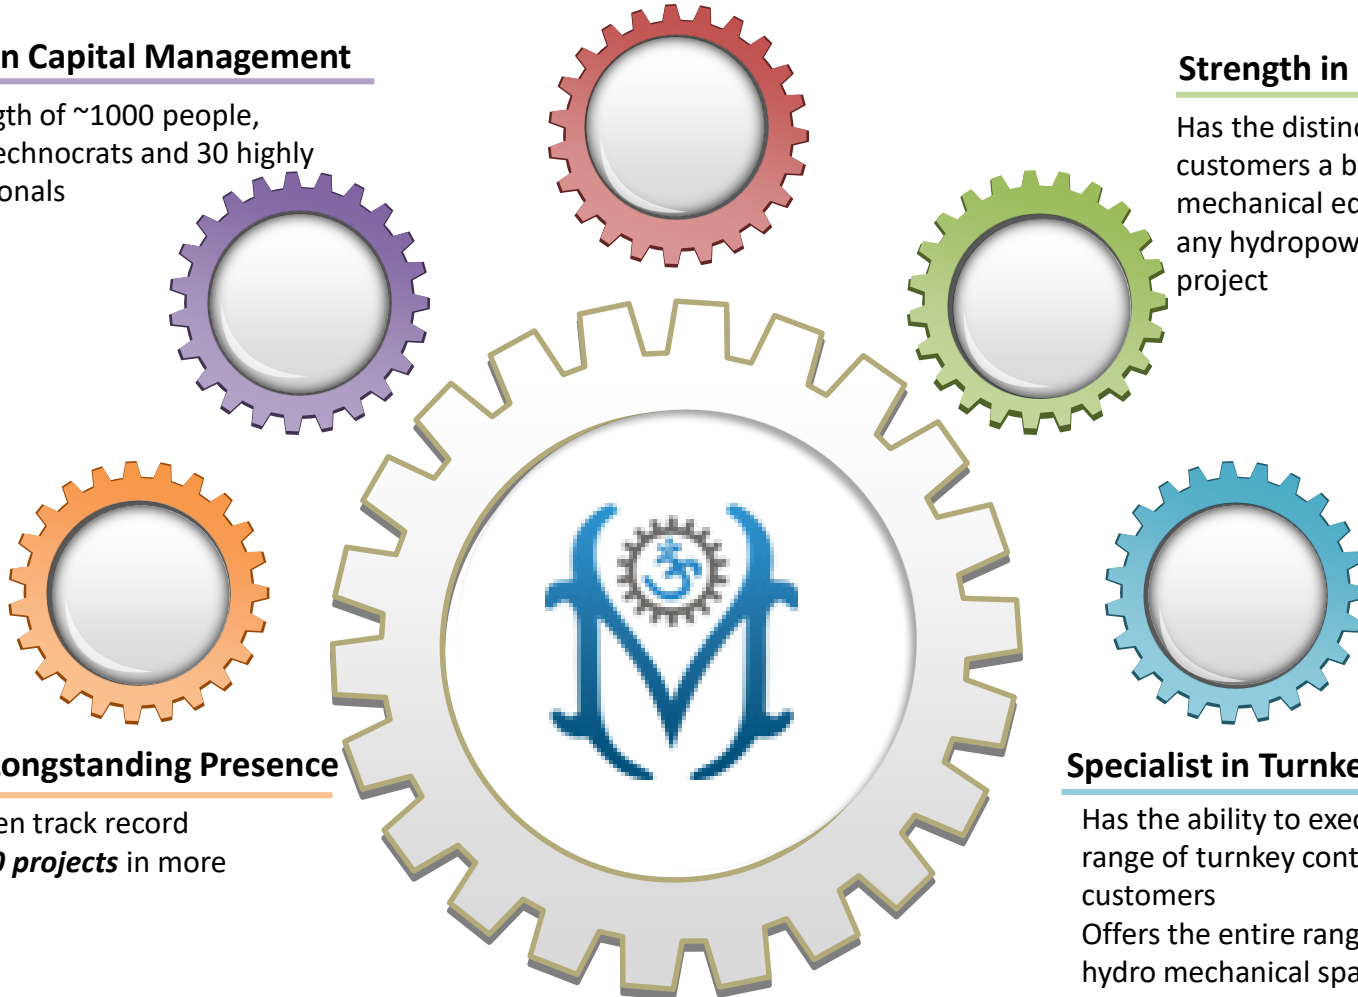 n Capital Management
gth of ~1000 people,
echnocrats and 30 highly
onals
Strength in
Has the distinc
customers a b
mechanical ec
any hydropow
project
ongstanding Presence
en track record
0 projects in more
Specialist in Turnke
Has the ability to exec
range of turnkey cont
customers
Offers the entire rang
hydro mechanical spa
ॐ